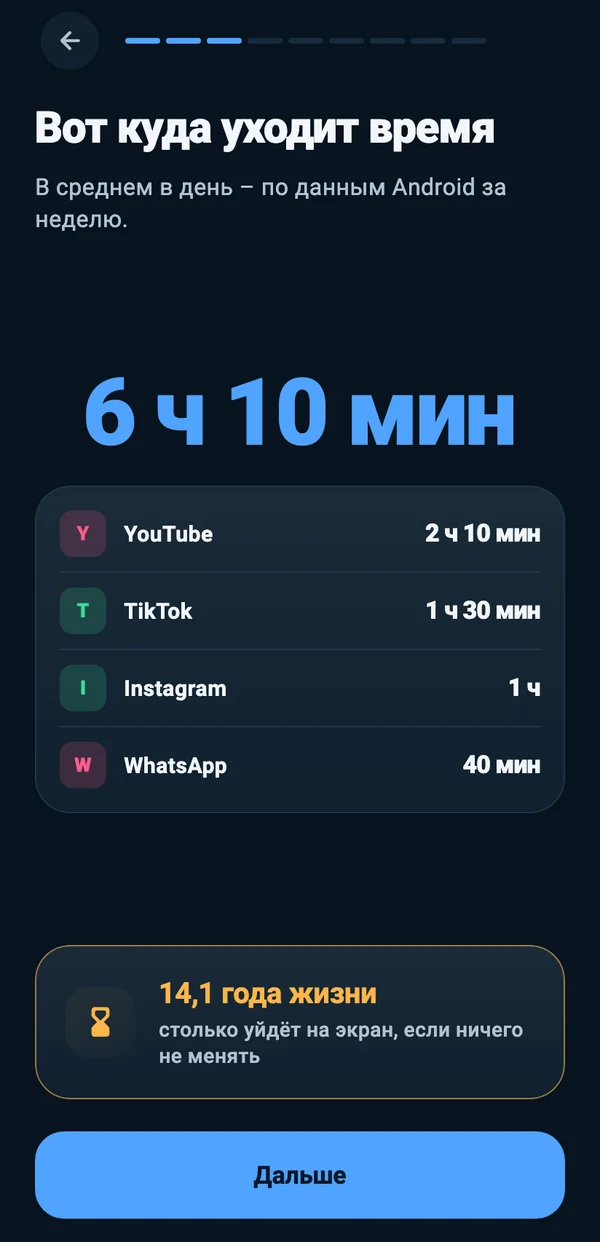 Вот куда уходит время
В среднем в день – по данным Android за
неделю.
6 ч 10 мин
Y YouTube 2 ч 10 мин
T TikTok 1 ч 30 мин
I Instagram 1 ч
W WhatsApp 40 мин
14,1 года жизни
столько уйдёт на экран, если ничего
не менять
Дальше